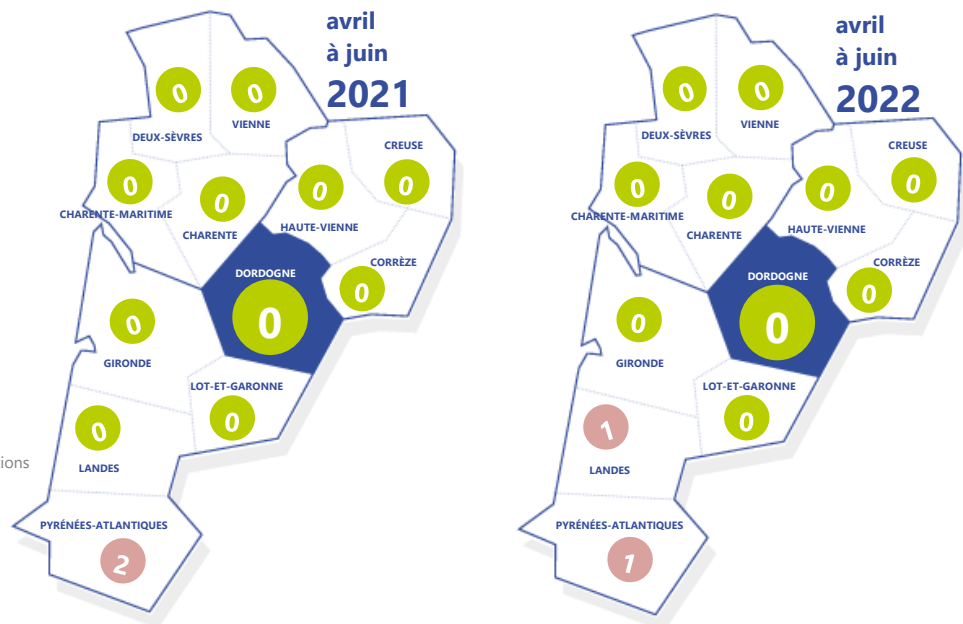 avril
à juin
2021
0
0
DEUX-SÈVRES
VIENNE
CREUSE
0
0
0
0
CHARENTE-MARITIME
CHARENTE
HAUTE-VIENNE
CORRÈZE
DORDOGNE
0
0
0
GIRONDE
LOT-ET-GARONNE
0
0
LANDES
PYRÉNÉES-ATLANTIQUES
2
tions
avril
à juin
2022
0
0
DEUX-SÈVRES
VIENNE
CREUSE
0
0
0
0
CHARENTE-MARITIME
CHARENTE
HAUTE-VIENNE
CORRÈZE
DORDOGNE
0
0
0
GIRONDE
LOT-ET-GARONNE
1
0
LANDES
PYRÉNÉES-ATLANTIQUES
1